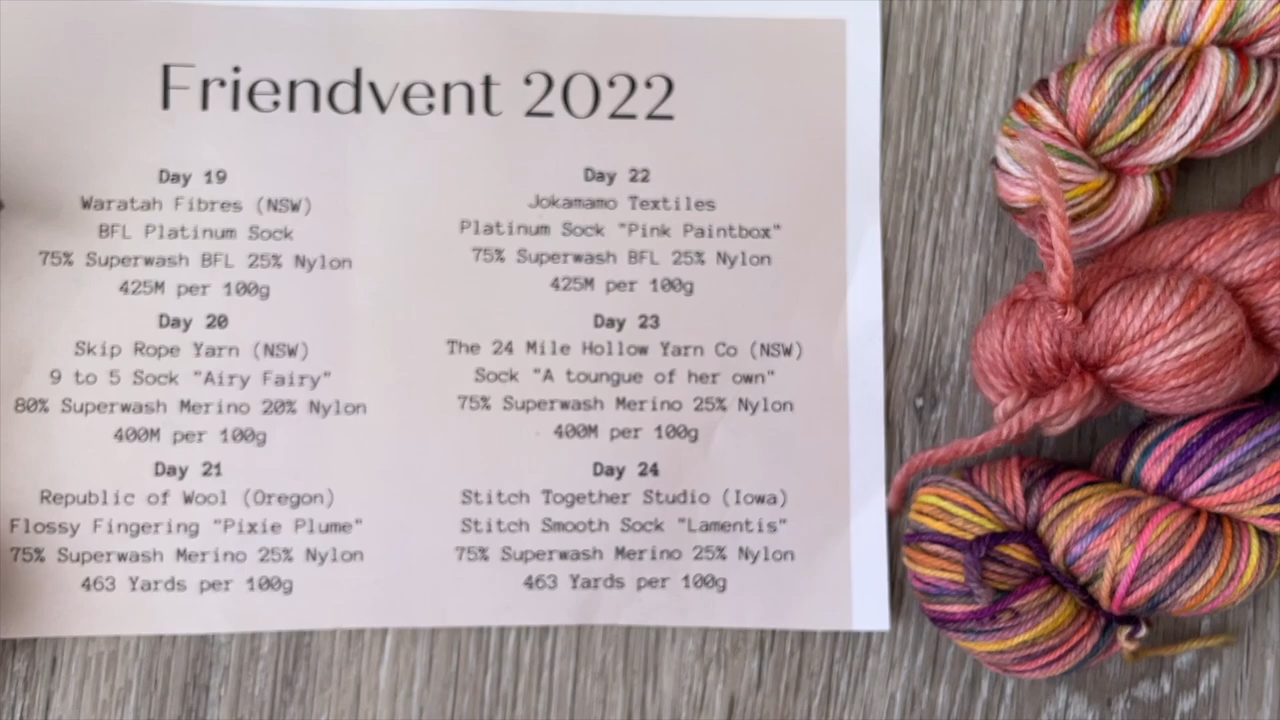 Friendvent 2022
Day 19
Waratah Fibres (NSW)
BFL Platinum Sock
75% Superwash BFL 25% Nylon
425M per 100g
Day 20
Skip Rope Yarn (NSW)
9 to 5 Sock "Airy Fairy"
80% Superwash Merino 20% Nylon
400M per 100g
Day 21
Republic of Wool (Oregon)
Flossy Fingering "Pixie Plume"
75% Superwash Merino 25% Nylon
463 Yards per 100g
Day 22
Jokamamo Textiles
Platinum Sock "Pink Paintbox"
75% Superwash BFL 25% Nylon
425M per 100g
Day 23
The 24 Mile Hollow Yarn Co (NSW)
Sock "A toungue of her own"
75% Superwash Merino 25% Nylon
400M per 100g
Day 24
Stitch Together Studio (Iowa)
Stitch Smooth Sock "Lamentis"
75% Superwash Merino 25% Nylon
463 Yards per 100g